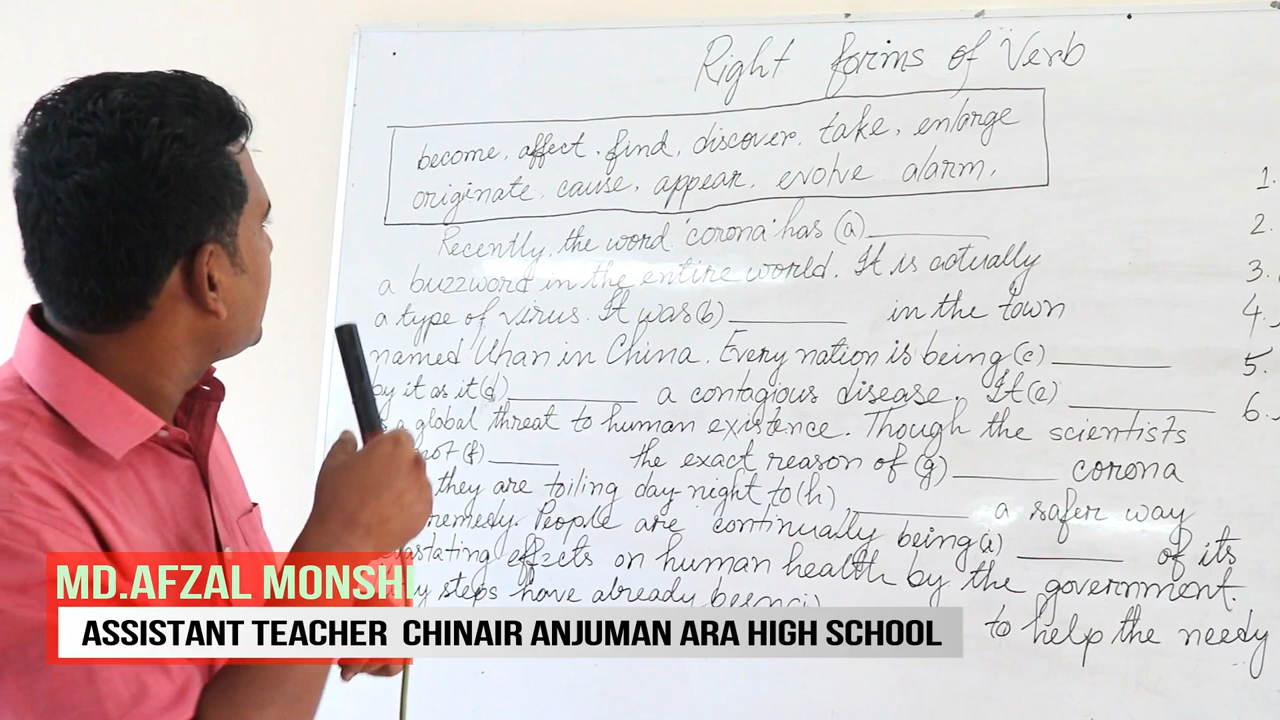 Right forms of Verb
become, affect, find, discover, take, enlarge
originate, cause, appear, evolve, alarm,
Recently, the word 'corona' has (a)________
a buzzword in the entire world. It is actually
a type of virus. It was (b)________ in the town
named Uhan in China. Every nation is being (c)________
by it as it (d)________ a contagious disease. It (e)________
a global threat to human existence. Though the scientists
not (f)________ the exact reason of (g)________ corona
they are toiling day-night to (h)________ a safer way
remedy. People are continually being (i)________ of its
effects on human health by the government.
steps have already been
to help the needy
1.
2.
3.
4.
5.
6.
MD.AFZAL MONSHI
ASSISTANT TEACHER CHINAIR ANJUMAN ARA HIGH SCHOOL